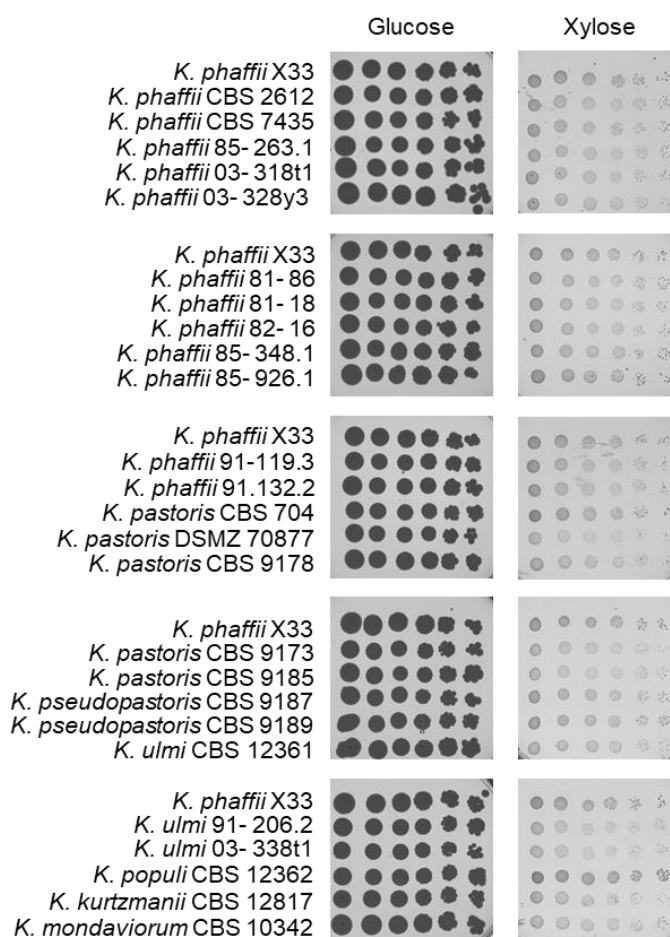 Glucose Xylose
K. phaffii X33
K. phaffii CBS 2612
K. phaffii CBS 7435
K. phaffii 85- 263.1
K. phaffii 03- 318t1
K. phaffii 03- 328y3
K. phaffii X33
K. phaffii 81- 86
K. phaffii 81- 18
K. phaffii 82- 16
K. phaffii 85- 348.1
K. phaffii 85- 926.1
K. phaffii X33
K. phaffii 91-119.3
K. phaffii 91.132.2
K. pastoris CBS 704
K. pastoris DSMZ 70877
K. pastoris CBS 9178
K. phaffii X33
K. pastoris CBS 9173
K. pastoris CBS 9185
K. pseudopastoris CBS 9187
K. pseudopastoris CBS 9189
K. ulmi CBS 12361
K. phaffii X33
K. ulmi 91- 206.2
K. ulmi 03- 338t1
K. populi CBS 12362
K. kurtzmanii CBS 12817
K. mondaviorum CBS 10342